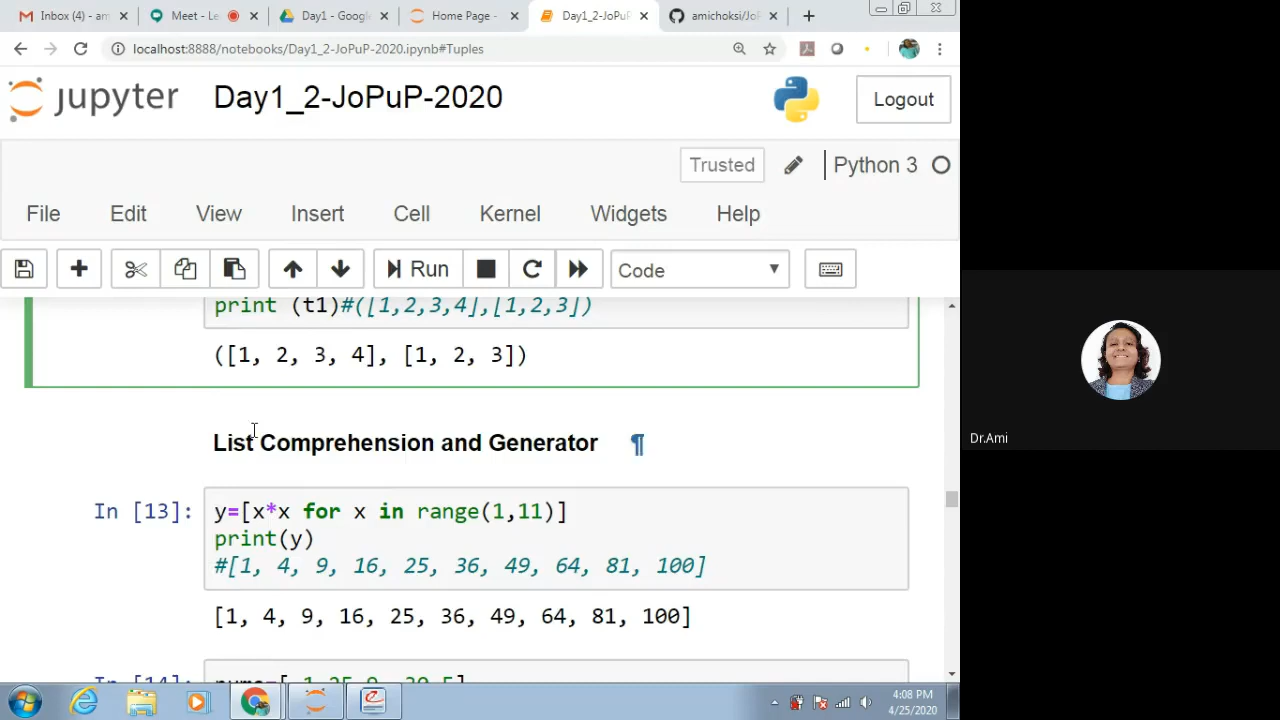 Inbox (4) - am
Meet - Le
Day1 - Google
Home Page -
Day1_2-JoPuP
amichoksi/JoP
localhost:8888/notebooks/Day1_2-JoPuP-2020.ipynb#Tuples
jupyter Day1_2-JoPuP-2020 Logout
Trusted Python 3
File Edit View Insert Cell Kernel Widgets Help
Run Code
print (t1)#([1,2,3,4],[1,2,3])
([1, 2, 3, 4], [1, 2, 3])
List Comprehension and Generator ¶
In [13]: y=[x*x for x in range(1,11)]
print(y)
#[1, 4, 9, 16, 25, 36, 49, 64, 81, 100]
[1, 4, 9, 16, 25, 36, 49, 64, 81, 100]
In [14]:
4:08 PM
4/25/2020
Dr.Ami